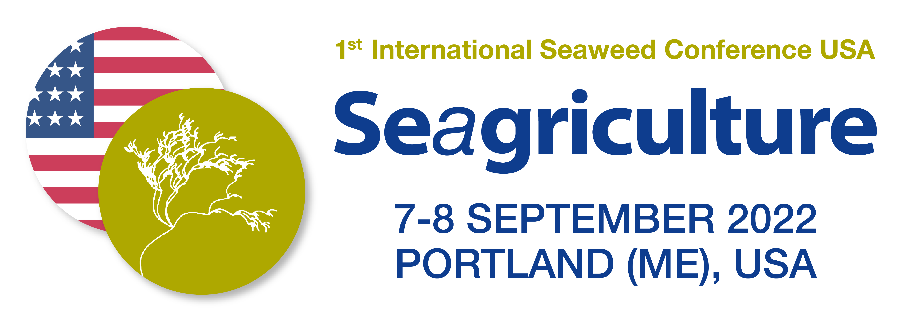 1st International Seaweed Conference USA
Seagriculture
7-8 SEPTEMBER 2022
PORTLAND (ME), USA